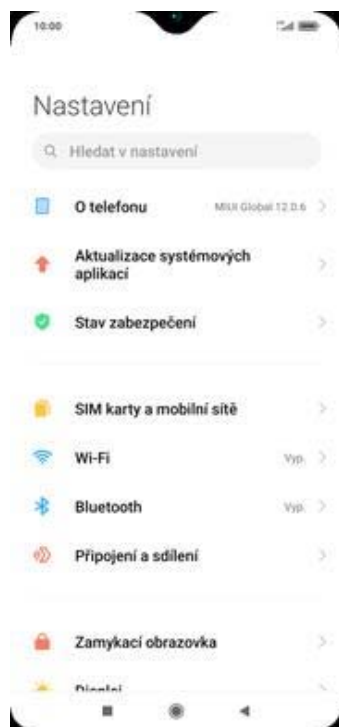 10:00
Nastavení
Hledat v nastavení
O telefonu MIUI Global 12.0.6
Aktualizace systémových
aplikací
Stav zabezpečení
SIM karty a mobilní sítě
Wi-Fi Vyp.
Bluetooth Vyp.
Připojení a sdílení
Zamykací obrazovka
Displej